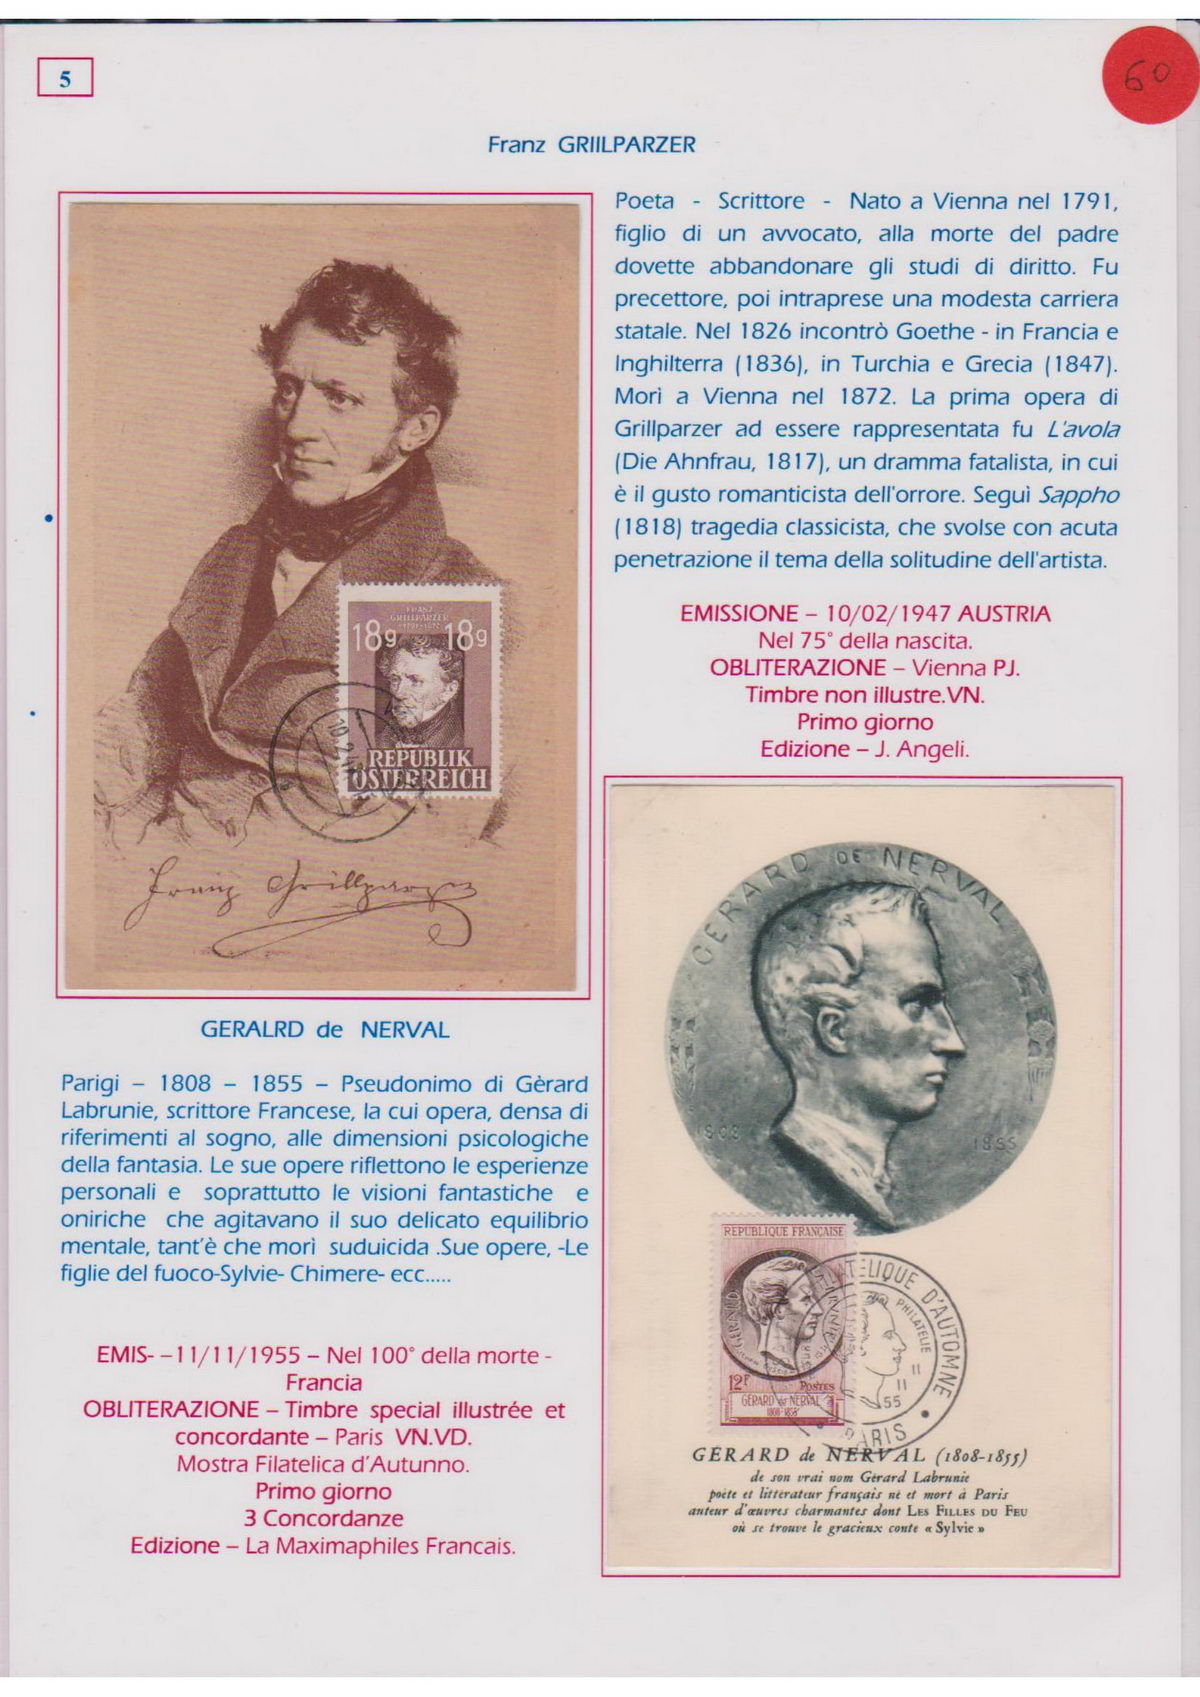 5
60
Franz GRIILPARZER
Poeta - Scrittore - Nato a Vienna nel 1791,
figlio di un avvocato, alla morte del padre
dovette abbandonare gli studi di diritto. Fu
precettore, poi intraprese una modesta carriera
statale. Nel 1826 incontrò Goethe - in Francia e
Inghilterra (1836), in Turchia e Grecia (1847).
Morì a Vienna nel 1872. La prima opera di
Grillparzer ad essere rappresentata fu L'avola
(Die Ahnfrau, 1817), un dramma fatalista, in cui
è il gusto romanticista dell'orrore. Seguì Sappho
(1818) tragedia classicista, che svolse con acuta
penetrazione il tema della solitudine dell'artista.
EMISSIONE – 10/02/1947 AUSTRIA
Nel 75° della nascita.
OBLITERAZIONE – Vienna PJ.
Timbre non illustre.VN.
Primo giorno
Edizione – J. Angeli.
FRANZ
GRILLPARZER
18g 18g
REPUBLIK
ÖSTERREICH
Franz Grillparzer
GERALRD de NERVAL
Parigi – 1808 – 1855 – Pseudonimo di Gèrard
Labrunie, scrittore Francese, la cui opera, densa di
riferimenti al sogno, alle dimensioni psicologiche
della fantasia. Le sue opere riflettono le esperienze
personali e soprattutto le visioni fantastiche e
oniriche che agitavano il suo delicato equilibrio
mentale, tant'è che morì suduicida .Sue opere, -Le
figlie del fuoco-Sylvie- Chimere- ecc.....
EMIS- –11/11/1955 – Nel 100° della morte -
Francia
OBLITERAZIONE – Timbre special illustrée et
concordante – Paris VN.VD.
Mostra Filatelica d'Autunno.
Primo giorno
3 Concordanze
Edizione – La Maximaphiles Francais.
GÉRARD DE NERVAL
1808 1855
REPUBLIQUE FRANÇAISE
GERARD
12F POSTES
GÉRARD de NERVAL
1808-1855
PHILATELIQUE D'AUTOMNE
PHILATELIE
11
11
55
PARIS
GÉRARD de NERVAL (1808-1855)
de son vrai nom Gérard Labrunie
poète et littérateur français né et mort à Paris
auteur d'œuvres charmantes dont LES FILLES DU FEU
où se trouve le gracieux conte « Sylvie »